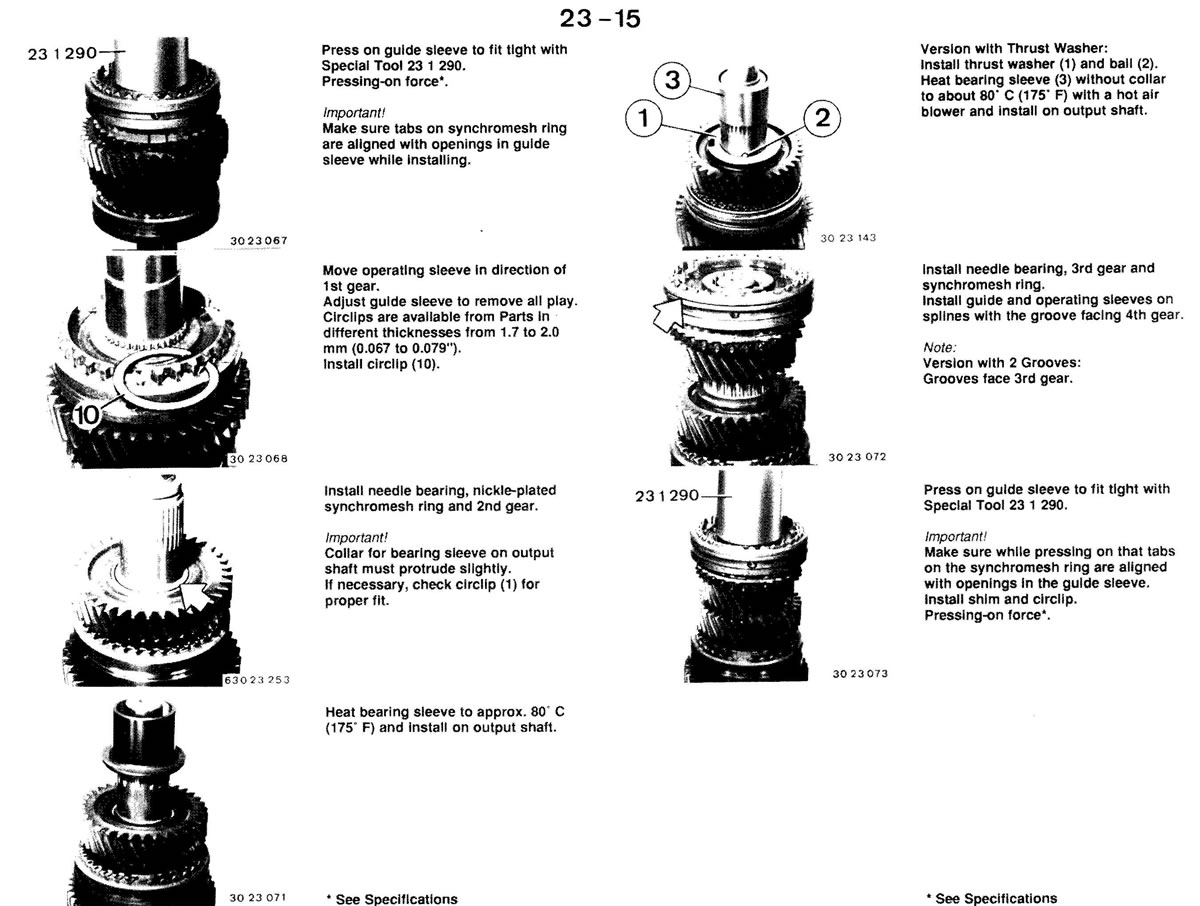 23-15
23 1 290
Press on guide sleeve to fit tight with
Special Tool 23 1 290.
Pressing-on force*.
Important!
Make sure tabs on synchromesh ring
are aligned with openings in guide
sleeve while installing.
30 23 067
Move operating sleeve in direction of
1st gear.
Adjust guide sleeve to remove all play.
Circlips are available from Parts in
different thicknesses from 1.7 to 2.0
mm (0.067 to 0.079").
Install circlip (10).
10
30 23 068
Install needle bearing, nickle-plated
synchromesh ring and 2nd gear.
Important!
Collar for bearing sleeve on output
shaft must protrude slightly.
If necessary, check circlip (1) for
proper fit.
630 23 253
Heat bearing sleeve to approx. 80° C
(175° F) and install on output shaft.
30 23 071
* See Specifications
Version with Thrust Washer:
Install thrust washer (1) and ball (2).
Heat bearing sleeve (3) without collar
to about 80° C (175° F) with a hot air
blower and install on output shaft.
3
1
2
30 23 143
Install needle bearing, 3rd gear and
synchromesh ring.
Install guide and operating sleeves on
splines with the groove facing 4th gear.
Note:
Version with 2 Grooves:
Grooves face 3rd gear.
30 23 072
23 1 290
Press on guide sleeve to fit tight with
Special Tool 23 1 290.
Important!
Make sure while pressing on that tabs
on the synchromesh ring are aligned
with openings in the guide sleeve.
Install shim and circlip.
Pressing-on force*.
30 23 073
* See Specifications